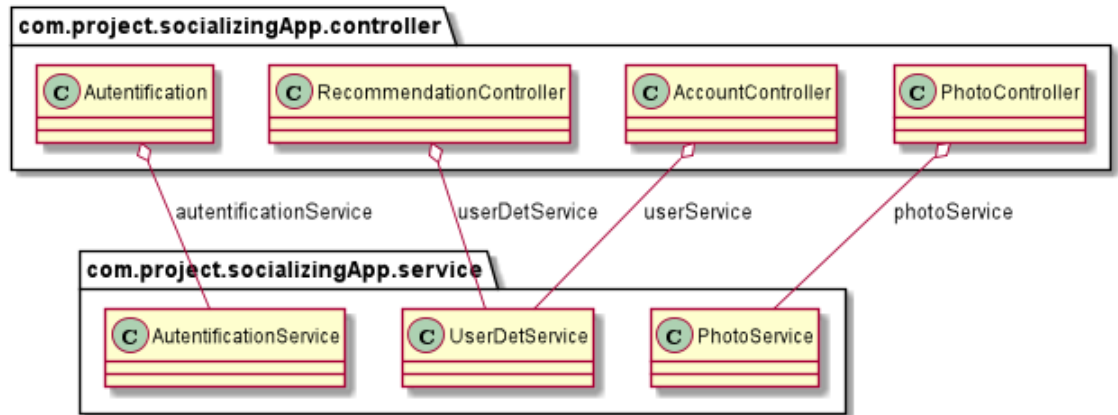 com.project.socializingApp.controller
C Autentification
C RecommendationController
C AccountController
C PhotoController
autentificationService
userDetService
userService
photoService
com.project.socializingApp.service
C AutentificationService
C UserDetService
C PhotoService